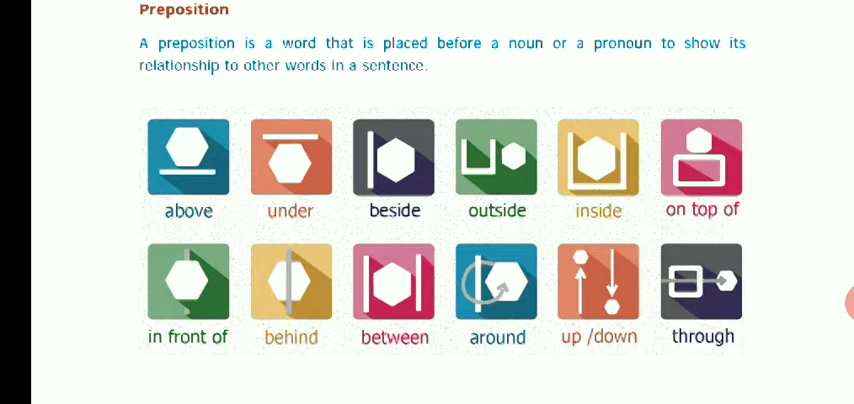 Preposition
A preposition is a word that is placed before a noun or a pronoun to show its
relationship to other words in a sentence.
above under beside outside inside on top of
in front of behind between around up /down through